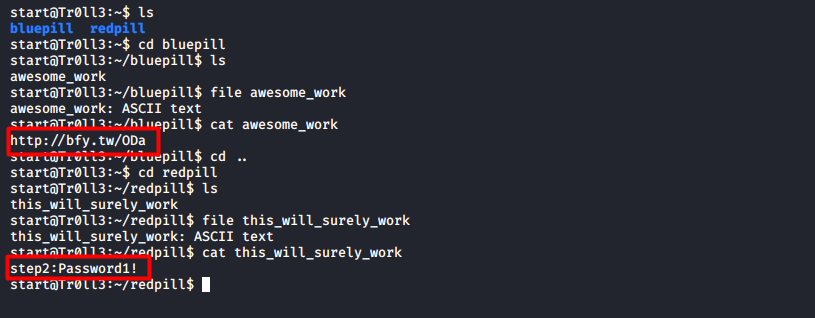 start@Tr0ll3:~$ ls
bluepill  redpill
start@Tr0ll3:~$ cd bluepill
start@Tr0ll3:~/bluepill$ ls
awesome_work
start@Tr0ll3:~/bluepill$ file awesome_work
awesome_work: ASCII text
start@Tr0ll3:~/bluepill$ cat awesome_work
http://bfy.tw/ODa
start@Tr0ll3:~/bluepill$ cd ..
start@Tr0ll3:~$ cd redpill
start@Tr0ll3:~/redpill$ ls
this_will_surely_work
start@Tr0ll3:~/redpill$ file this_will_surely_work
this_will_surely_work: ASCII text
start@Tr0ll3:~/redpill$ cat this_will_surely_work
step2:Password1!
start@Tr0ll3:~/redpill$